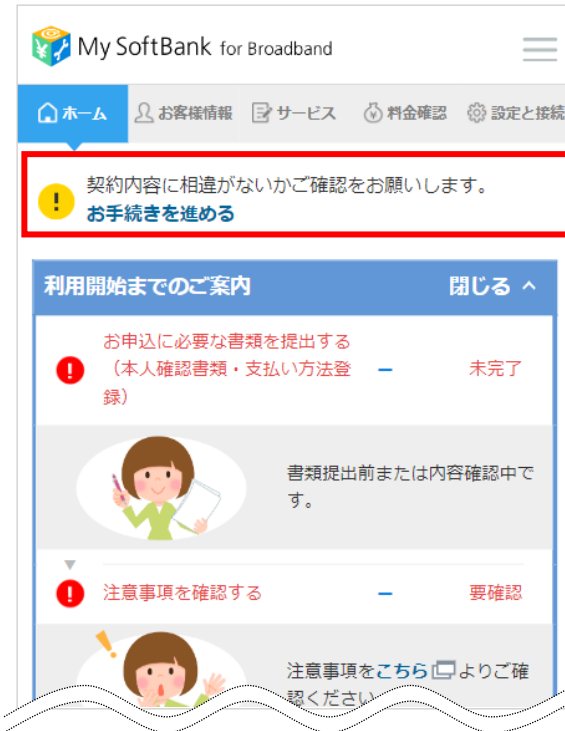 My SoftBank for Broadband
ホーム お客様情報 サービス 料金確認 設定と接続
契約内容に相違がないかご確認をお願いします。
お手続きを進める
利用開始までのご案内 閉じる
お申込に必要な書類を提出する
（本人確認書類・支払い方法登
録）
未完了
書類提出前または内容確認中で
す。
注意事項を確認する 要確認
注意事項をこちらよりご確
認ください